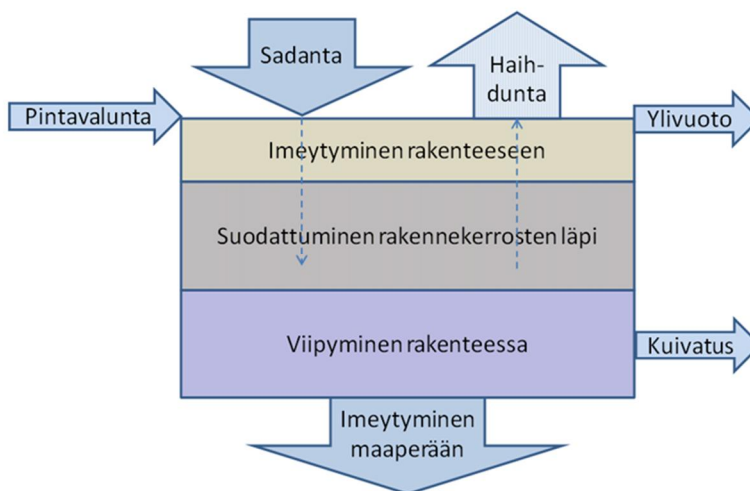 Sadanta
Haih-
dunta
Pintavalunta
Ylivuoto
Imeytyminen rakenteeseen
Suodattuminen rakennekerrosten läpi
Viipyminen rakenteessa
Kuivatus
Imeytyminen
maaperään